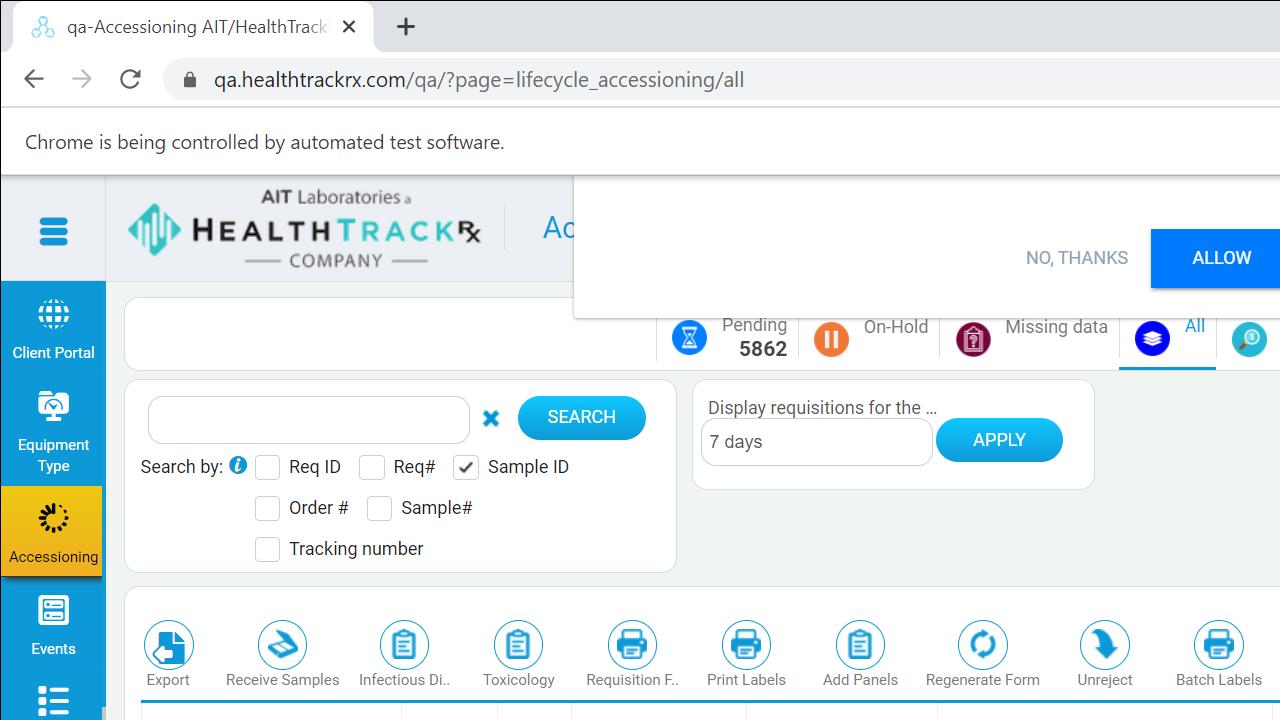 qa-Accessioning AIT/HealthTrack
qa.healthtrackrx.com/qa/?page=lifecycle_accessioning/all
Chrome is being controlled by automated test software.
AIT Laboratories a
HEALTHTRACKRx
COMPANY
Ac
NO, THANKS
ALLOW
Client Portal
Equipment
Type
Accessioning
Events
Pending
5862
On-Hold
Missing data
All
SEARCH
Search by:
Req ID
Req#
Sample ID
Order #
Sample#
Tracking number
Display requisitions for the ...
7 days
APPLY
Export
Receive Samples
Infectious Di..
Toxicology
Requisition F..
Print Labels
Add Panels
Regenerate Form
Unreject
Batch Labels